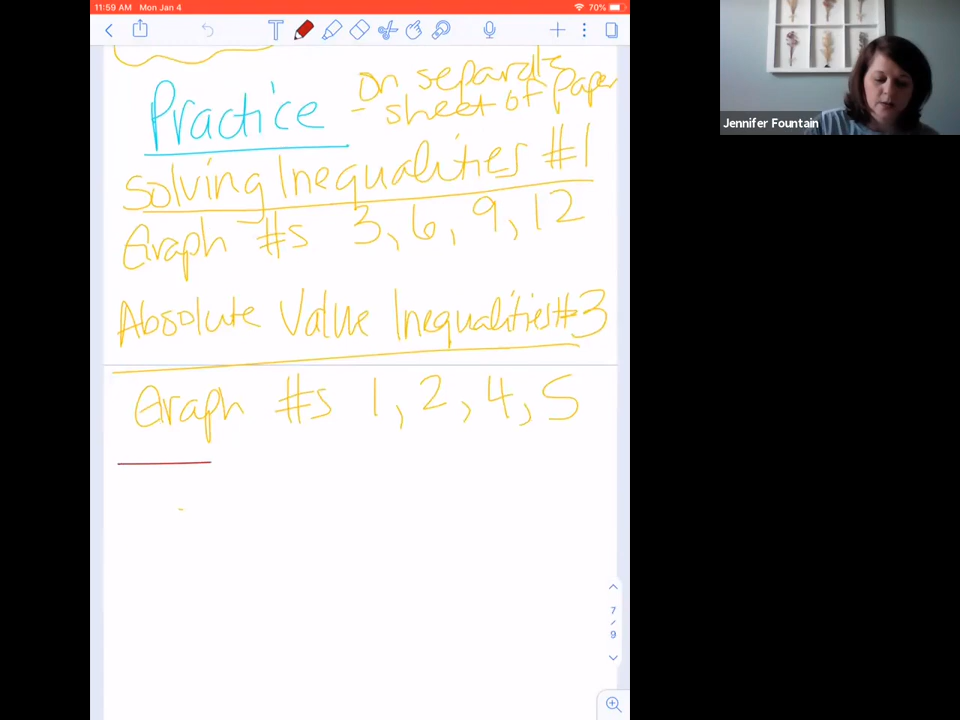 11:59 AM Mon Jan 4
70%
Practice
on separate
- sheet of paper
Solving Inequalities #1
Graph #s 3, 6, 9, 12
Absolute Value Inequalities #3
Graph #s 1, 2, 4, 5
7
/
9
Jennifer Fountain